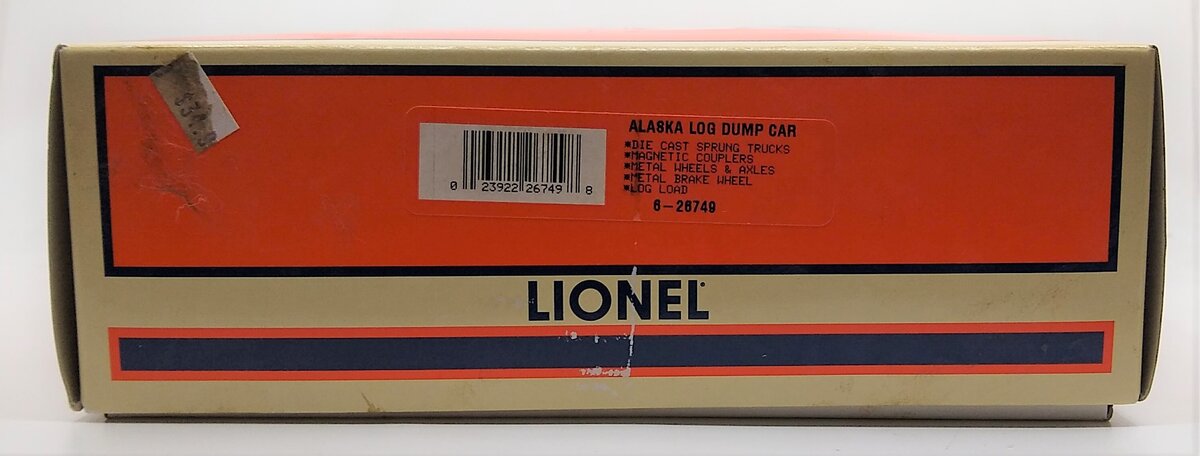 ALASKA LOG DUMP CAR
*DIE CAST SPRUNG TRUCKS
*MAGNETIC COUPLERS
*METAL WHEELS & AXLES
*METAL BRAKE WHEEL
*LOG LOAD
6-26749
0 23922 26749 8
LIONEL